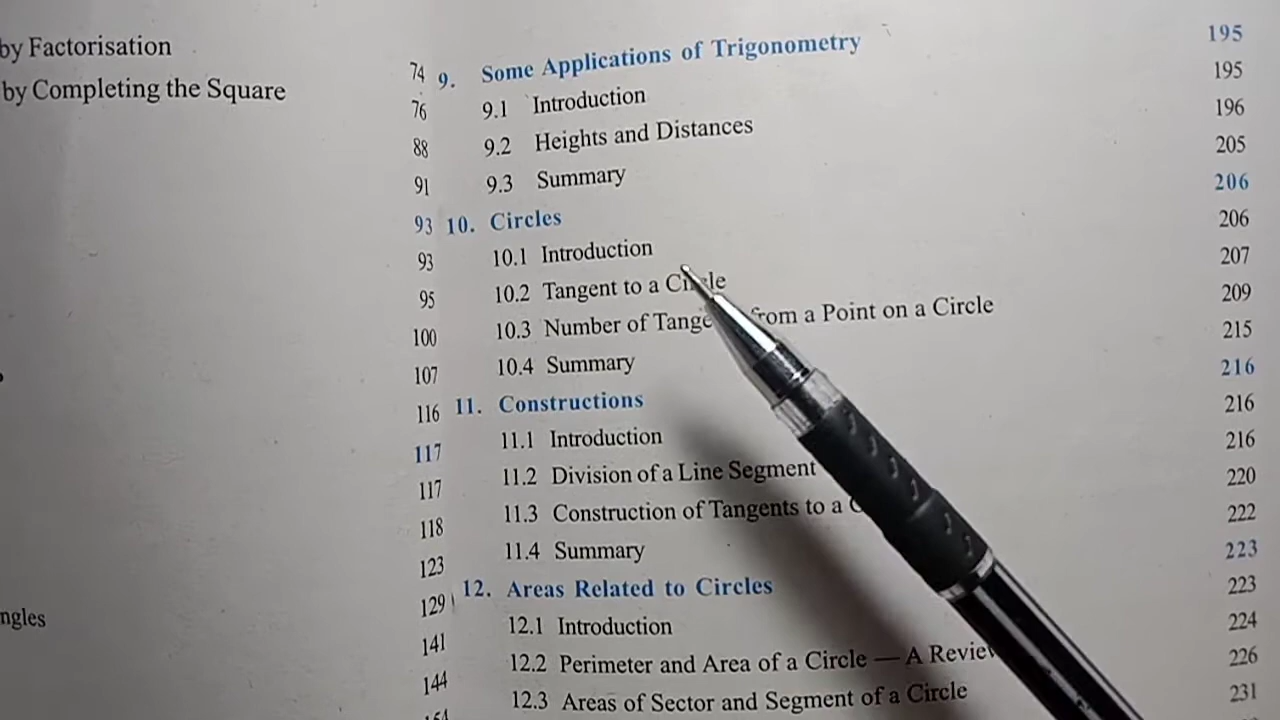 by Factorisation
by Completing the Square
ngles
74
76
88
91
93
93
95
100
107
116
117
117
118
123
129
141
144
9. Some Applications of Trigonometry 195
9.1 Introduction 195
9.2 Heights and Distances 196
9.3 Summary 205
10. Circles 206
10.1 Introduction 206
10.2 Tangent to a Circle 207
10.3 Number of from a Point on a Circle 209
10.4 Summary 215
11. Constructions 216
11.1 Introduction 216
11.2 Division of a Line Segment 216
11.3 Construction of Tangents to a 220
11.4 Summary 222
12. Areas Related to Circles 223
12.1 Introduction 223
12.2 Perimeter and Area of a Circle — A Review 224
12.3 Areas of Sector and Segment of a Circle 226
231